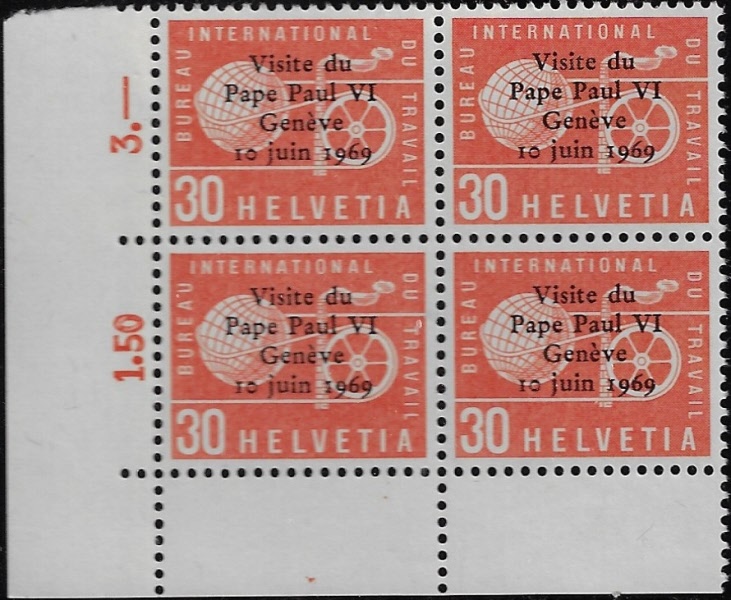 3.—
BUREAU INTERNATIONAL DU TRAVAIL
Visite du
Pape Paul VI
Genève
10 juin 1969
30 HELVETIA
BUREAU INTERNATIONAL DU TRAVAIL
Visite du
Pape Paul VI
Genève
10 juin 1969
30 HELVETIA
1.50
BUREAU INTERNATIONAL DU TRAVAIL
Visite du
Pape Paul VI
Genève
10 juin 1969
30 HELVETIA
BUREAU INTERNATIONAL DU TRAVAIL
Visite du
Pape Paul VI
Genève
10 juin 1969
30 HELVETIA